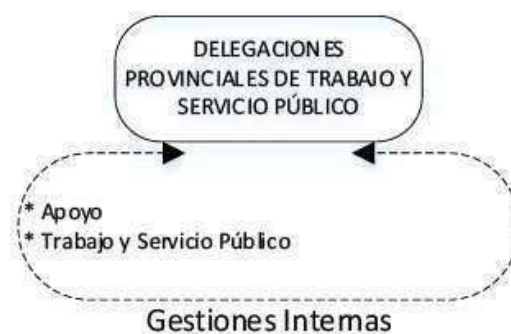 DELEGACIONES
PROVINCIALES DE TRABAJO Y
SERVICIO PÚBLICO
* Apoyo
* Trabajo y Servicio Público
Gestiones Internas